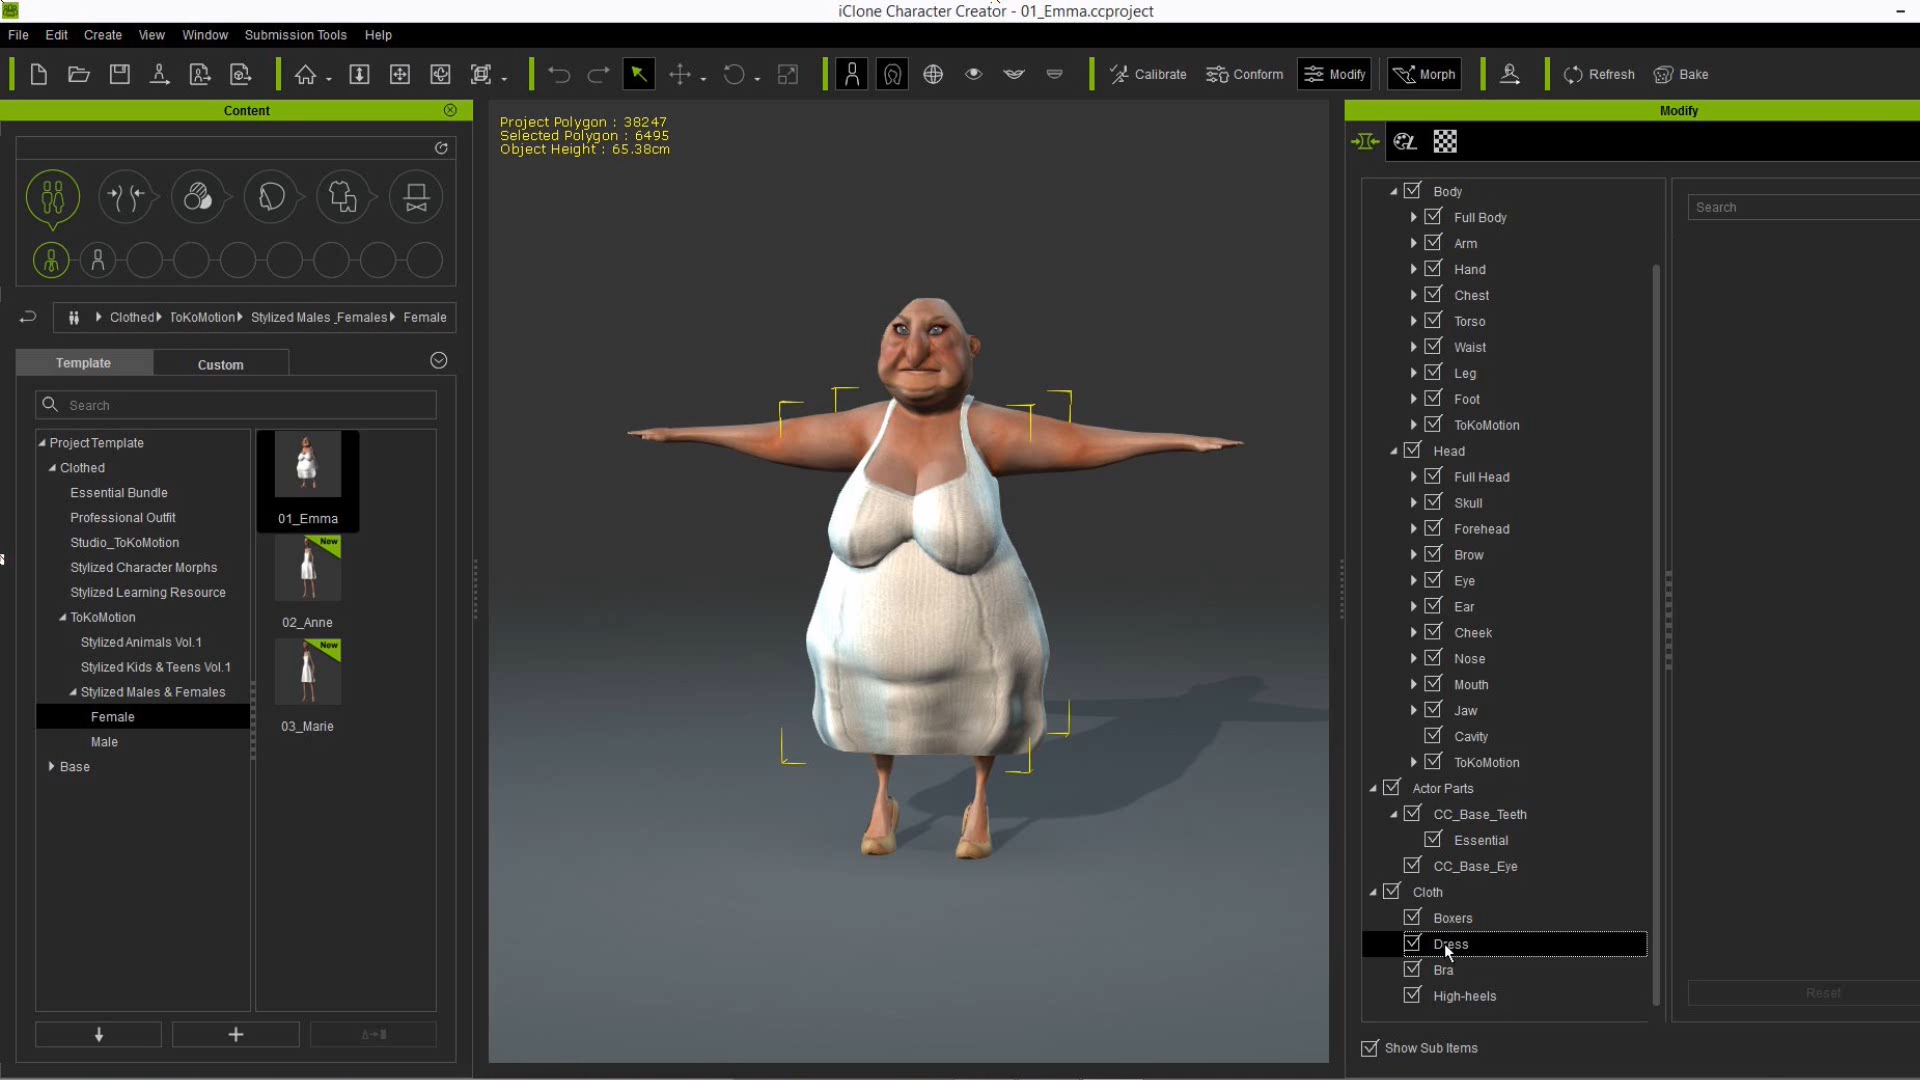 iClone Character Creator - 01_Emma.ccproject
File Edit Create View Window Submission Tools Help
Calibrate Conform Modify Morph Refresh Bake
Content
Clothed ToKoMotion Stylized Males _Females Female
Template Custom
Search
Project Template
Clothed
Essential Bundle
Professional Outfit
Studio_ToKoMotion
Stylized Character Morphs
Stylized Learning Resource
ToKoMotion
Stylized Animals Vol.1
Stylized Kids & Teens Vol.1
Stylized Males & Females
Female
Male
Base
01_Emma
New
02_Anne
New
03_Marie
Project Polygon : 38247
Selected Polygon : 6495
Object Height : 65.38cm
Modify
Body
Full Body
Arm
Hand
Chest
Torso
Waist
Leg
Foot
ToKoMotion
Head
Full Head
Skull
Forehead
Brow
Eye
Ear
Cheek
Nose
Mouth
Jaw
Cavity
ToKoMotion
Actor Parts
CC_Base_Teeth
Essential
CC_Base_Eye
Cloth
Boxers
Dress
Bra
High-heels
Show Sub Items
Search
Reset